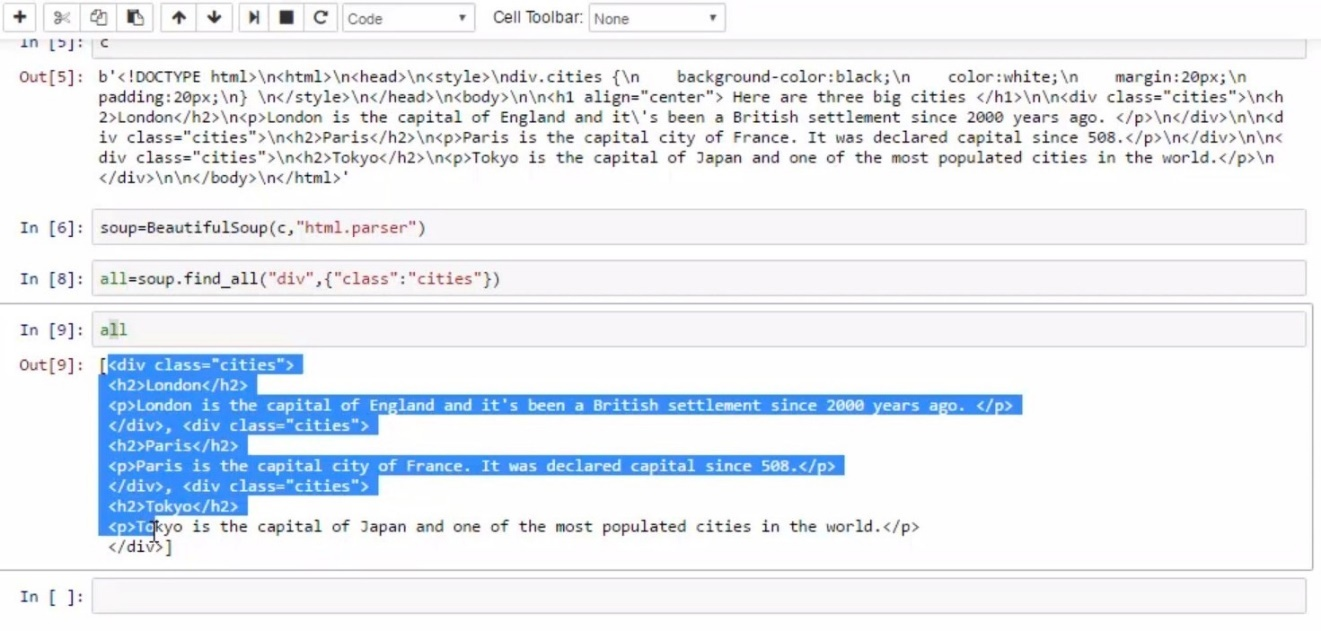 Code
Cell Toolbar: None
In [5]: c
Out[5]: b'<!DOCTYPE html>\n<html>\n<head>\n<style>\ndiv.cities {\n    background-color:black;\n    color:white;\n    margin:20px;\n
padding:20px;\n} \n</style>\n</head>\n<body>\n\n<h1 align="center"> Here are three big cities </h1>\n\n<div class="cities">\n<h
2>London</h2>\n<p>London is the capital of England and it\'s been a British settlement since 2000 years ago. </p>\n</div>\n\n<d
iv class="cities">\n<h2>Paris</h2>\n<p>Paris is the capital city of France. It was declared capital since 508.</p>\n</div>\n\n<
div class="cities">\n<h2>Tokyo</h2>\n<p>Tokyo is the capital of Japan and one of the most populated cities in the world.</p>\n
</div>\n\n</body>\n</html>'
In [6]: soup=BeautifulSoup(c,"html.parser")
In [8]: all=soup.find_all("div",{"class":"cities"})
In [9]: all
Out[9]: [<div class="cities">
<h2>London</h2>
<p>London is the capital of England and it's been a British settlement since 2000 years ago. </p>
</div>, <div class="cities">
<h2>Paris</h2>
<p>Paris is the capital city of France. It was declared capital since 508.</p>
</div>, <div class="cities">
<h2>Tokyo</h2>
<p>Tokyo is the capital of Japan and one of the most populated cities in the world.</p>
</div>]
In [ ]: